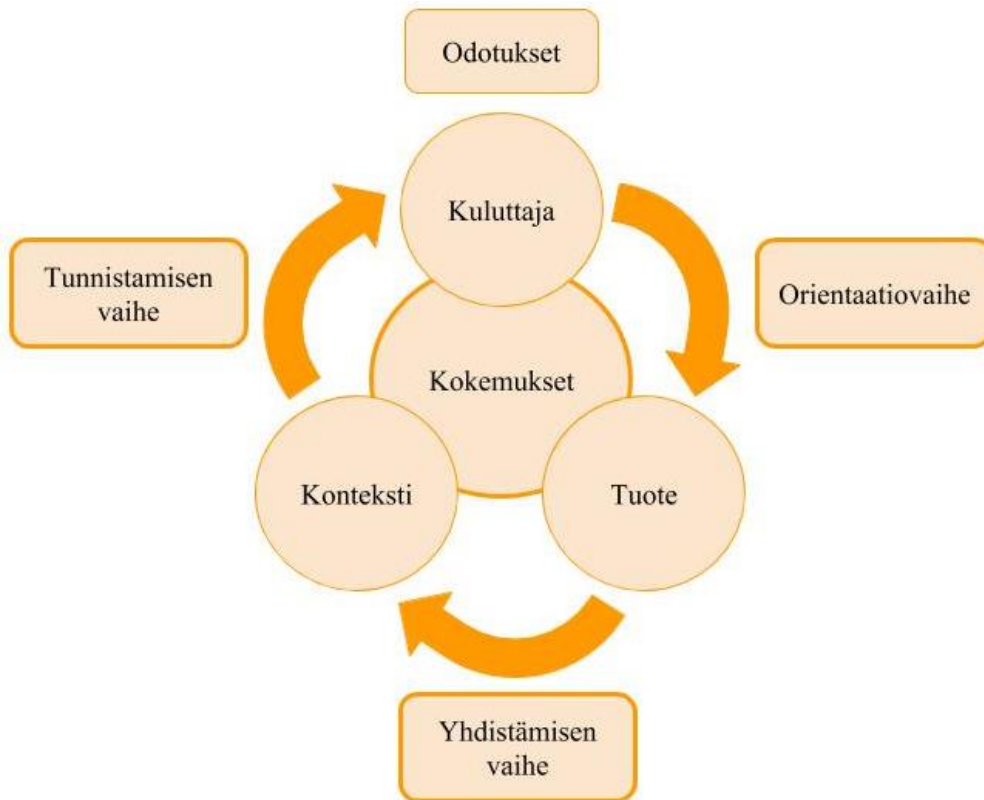 Odotukset
Kuluttaja
Tunnistamisen
vaihe
Orientaatiovaihe
Kokemukset
Konteksti
Tuote
Yhdistämisen
vaihe